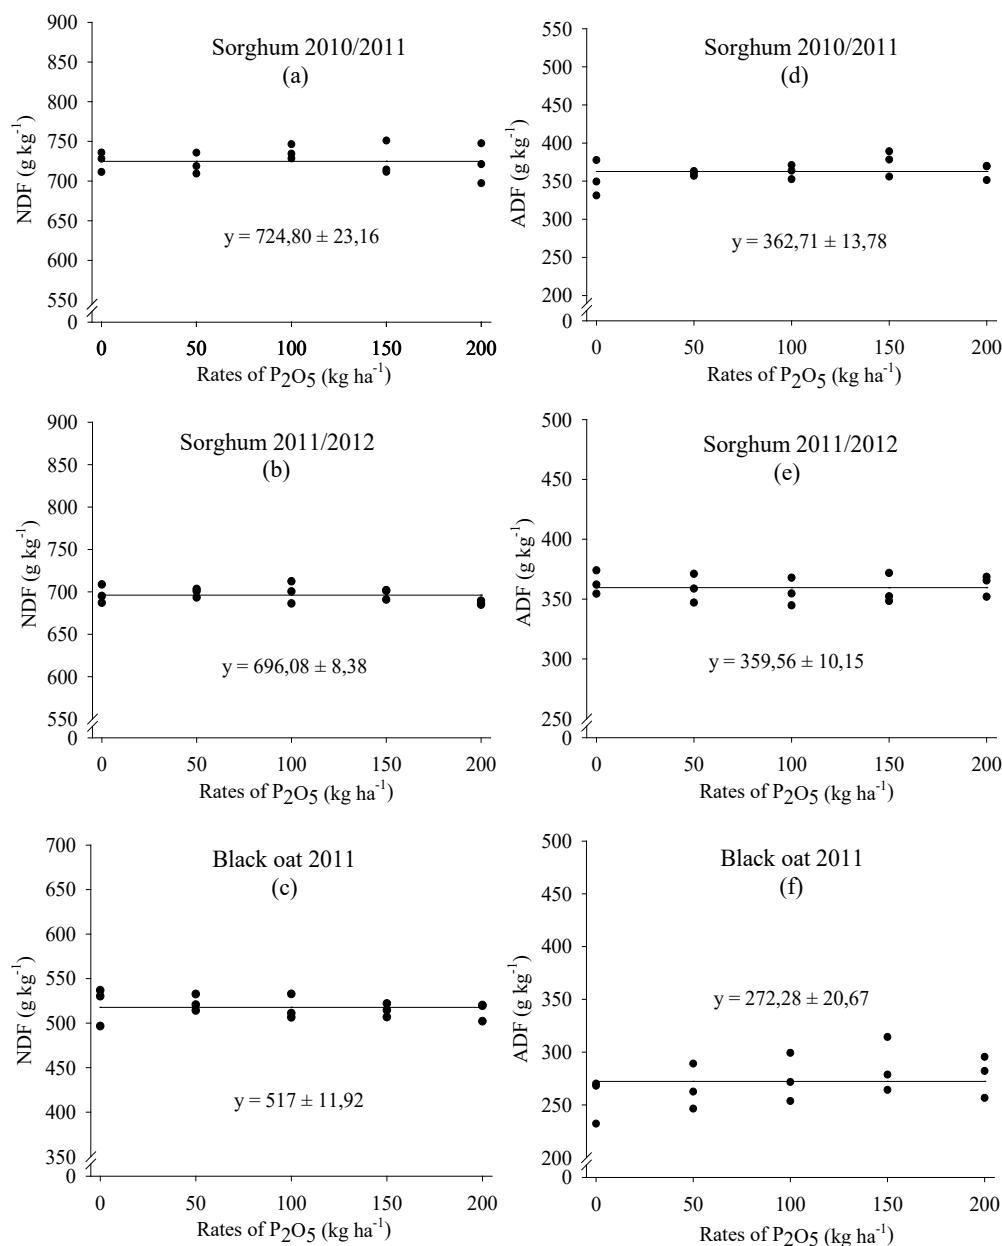 Sorghum 2010/2011
(a)
NDF (g kg-1)
900
850
800
750
700
650
600
550
0
y = 724,80 ± 23,16
0 50 100 150 200
Rates of P2O5 (kg ha-1)
Sorghum 2010/2011
(d)
ADF (g kg-1)
550
500
450
400
350
300
250
200
0
y = 362,71 ± 13,78
0 50 100 150 200
Rates of P2O5 (kg ha-1)
Sorghum 2011/2012
(b)
NDF (g kg-1)
900
850
800
750
700
650
600
550
0
y = 696,08 ± 8,38
0 50 100 150 200
Rates of P2O5 (kg ha-1)
Sorghum 2011/2012
(e)
ADF (g kg-1)
500
450
400
350
300
250
0
y = 359,56 ± 10,15
0 50 100 150 200
Rates of P2O5 (kg ha-1)
Black oat 2011
(c)
NDF (g kg-1)
700
650
600
550
500
450
400
350
0
y = 517 ± 11,92
0 50 100 150 200
Rates of P2O5 (kg ha-1)
Black oat 2011
(f)
ADF (g kg-1)
500
450
400
350
300
250
200
0
y = 272,28 ± 20,67
0 50 100 150 200
Rates of P2O5 (kg ha-1)